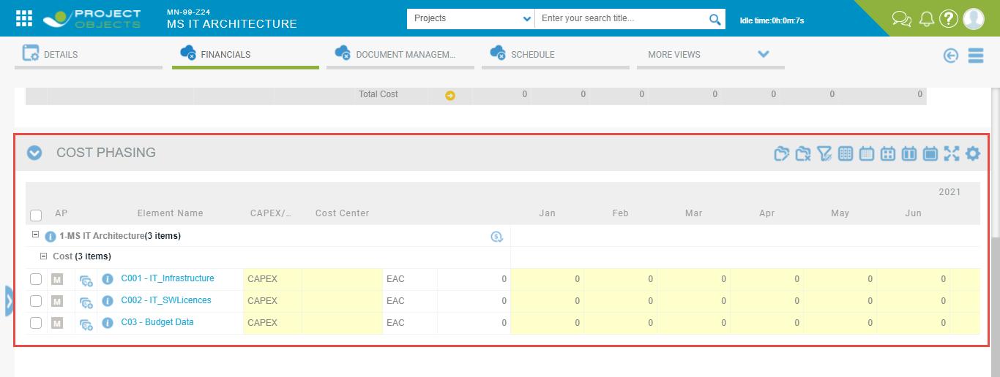 PROJECT
OBJECTS
MN-99-Z24
MS IT ARCHITECTURE
Projects
Enter your search title...
Idle time:0h:0m:7s
?
DETAILS
FINANCIALS
DOCUMENT MANAGEM...
SCHEDULE
MORE VIEWS
Total Cost 0 0 0 0 0 0 0
COST PHASING
2021
AP Element Name CAPEX/... Cost Center Jan Feb Mar Apr May Jun
1-MS IT Architecture(3 items)
Cost (3 items)
M C001 - IT_Infrastructure CAPEX EAC 0 0 0 0 0 0 0
M C002 - IT_SWLicences CAPEX EAC 0 0 0 0 0 0 0
M C03 - Budget Data CAPEX EAC 0 0 0 0 0 0 0